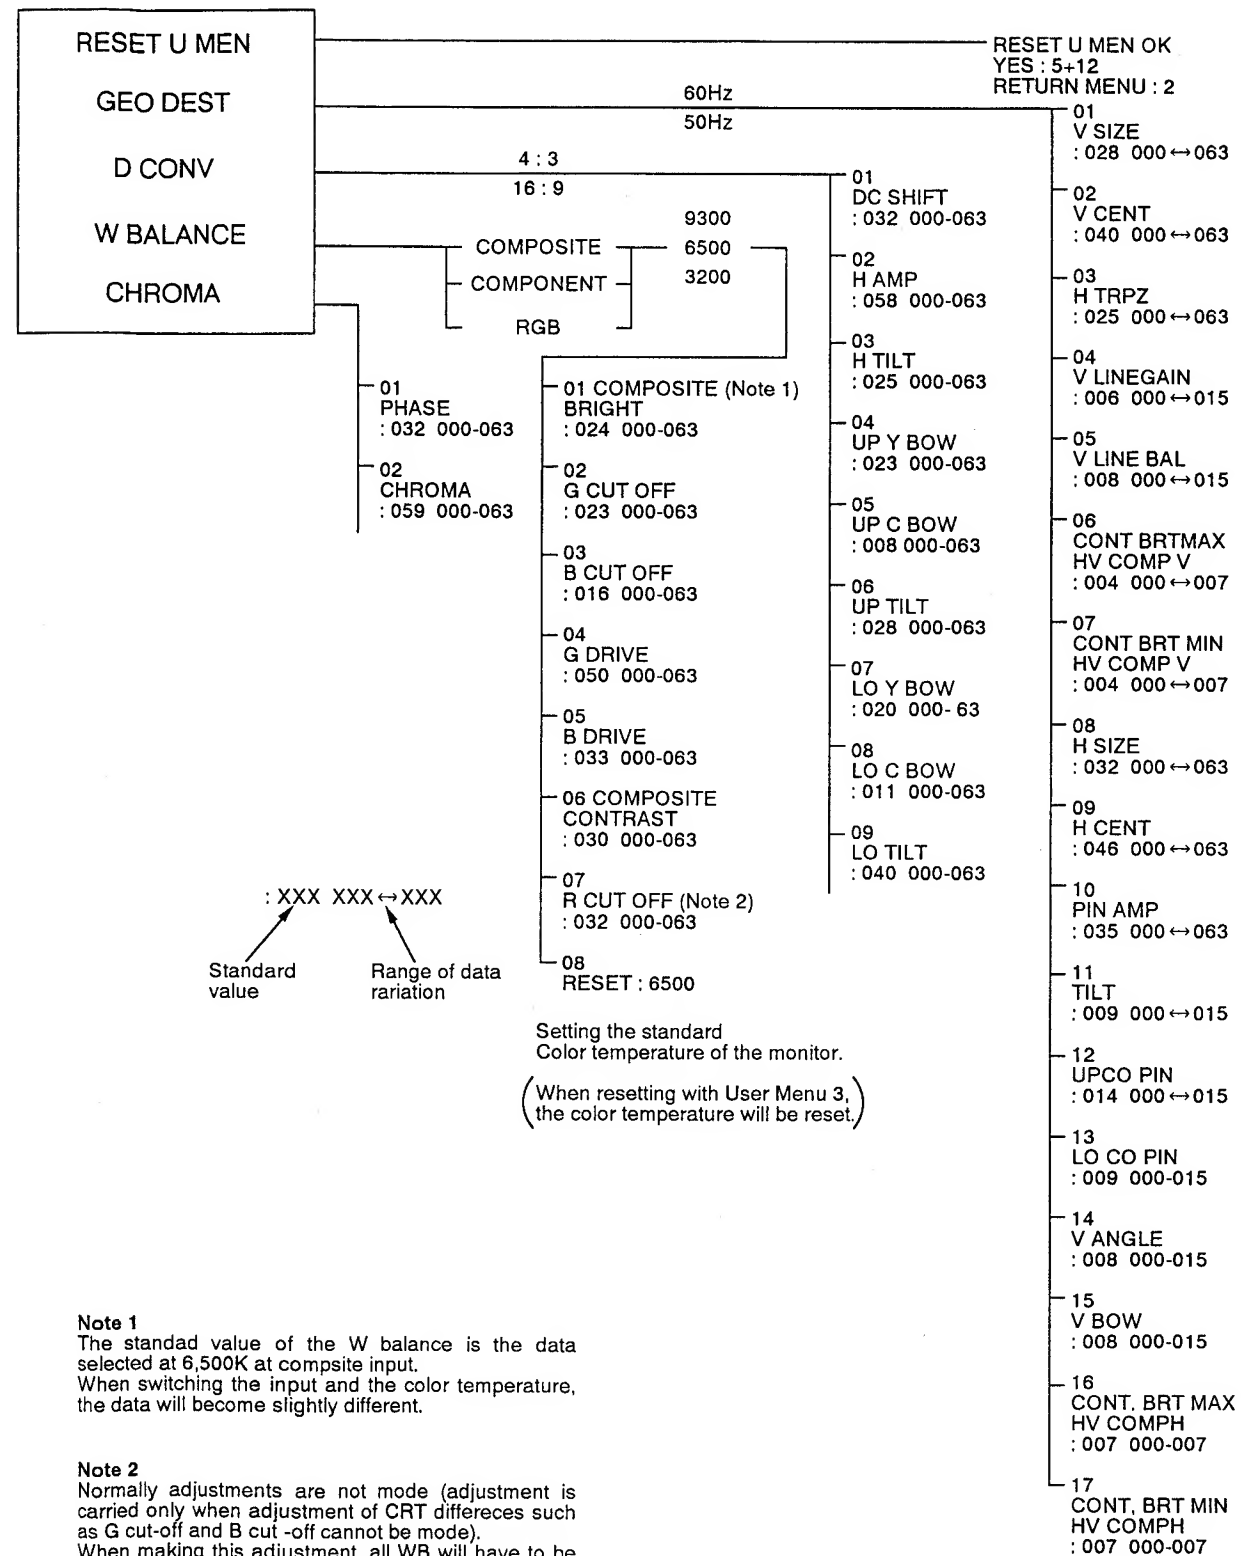 RESET U MEN
GEO DEST
D CONV
W BALANCE
CHROMA
RESET U MEN OK
YES : 5+12
RETURN MENU : 2
60Hz
50Hz
4 : 3
16 : 9
COMPOSITE
COMPONENT
RGB
9300
6500
3200
01
PHASE
: 032 000-063
02
CHROMA
: 059 000-063
01 COMPOSITE (Note 1)
BRIGHT
: 024 000-063
02
G CUT OFF
: 023 000-063
03
B CUT OFF
: 016 000-063
04
G DRIVE
: 050 000-063
05
B DRIVE
: 033 000-063
06 COMPOSITE
CONTRAST
: 030 000-063
07
R CUT OFF (Note 2)
: 032 000-063
08
RESET : 6500
Setting the standard
Color temperature of the monitor.
(When resetting with User Menu 3,
the color temperature will be reset.)
01
DC SHIFT
: 032 000-063
02
H AMP
: 058 000-063
03
H TILT
: 025 000-063
04
UP Y BOW
: 023 000-063
05
UP C BOW
: 008 000-063
06
UP TILT
: 028 000-063
07
LO Y BOW
: 020 000- 63
08
LO C BOW
: 011 000-063
09
LO TILT
: 040 000-063
01
V SIZE
: 028 000↔063
02
V CENT
: 040 000↔063
03
H TRPZ
: 025 000↔063
04
V LINEGAIN
: 006 000↔015
05
V LINE BAL
: 008 000↔015
06
CONT BRTMAX
HV COMP V
: 004 000↔007
07
CONT BRT MIN
HV COMP V
: 004 000↔007
08
H SIZE
: 032 000↔063
09
H CENT
: 046 000↔063
10
PIN AMP
: 035 000↔063
11
TILT
: 009 000↔015
12
UPCO PIN
: 014 000↔015
13
LO CO PIN
: 009 000-015
14
V ANGLE
: 008 000-015
15
V BOW
: 008 000-015
16
CONT, BRT MAX
HV COMPH
: 007 000-007
17
CONT, BRT MIN
HV COMPH
: 007 000-007
: XXX XXX↔XXX
Standard
value
Range of data
rariation
Note 1
The standad value of the W balance is the data
selected at 6,500K at compsite input.
When switching the input and the color temperature,
the data will become slightly different.
Note 2
Normally adjustments are not mode (adjustment is
carried only when adjustment of CRT differeces such
as G cut-off and B cut -off cannot be mode).
When making this adjustment, all WB will have to be